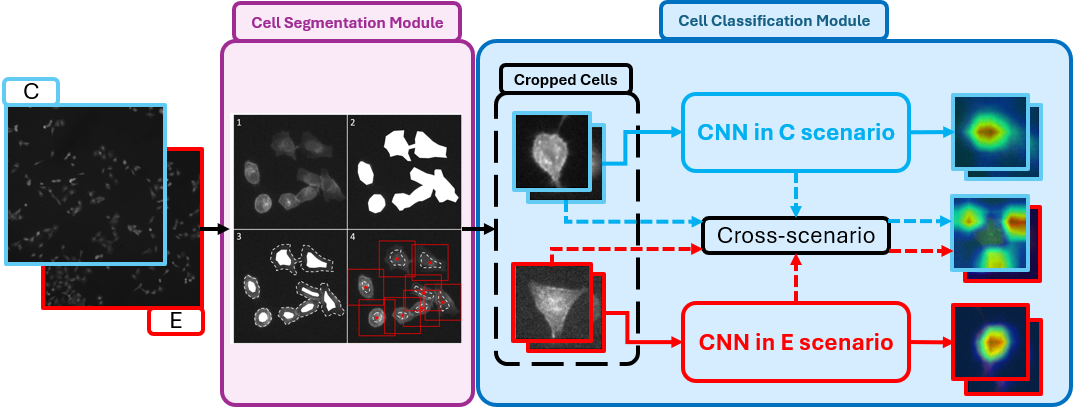 Cell Segmentation Module
Cell Classification Module
C
E
1
2
3
4
Cropped Cells
CNN in C scenario
Cross-scenario
CNN in E scenario